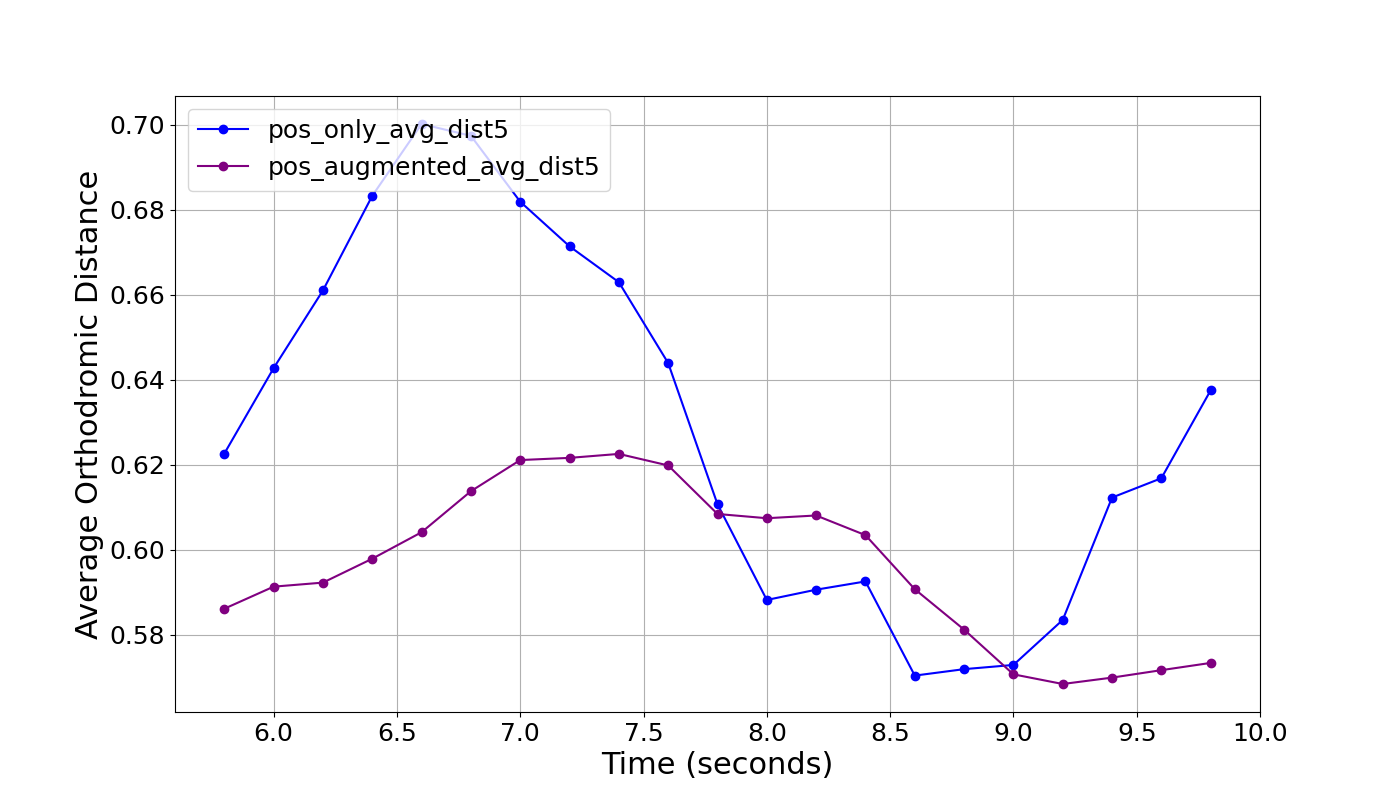 pos_only_avg_dist5
pos_augmented_avg_dist5
Average Orthodromic Distance
0.70
0.68
0.66
0.64
0.62
0.60
0.58
6.0 6.5 7.0 7.5 8.0 8.5 9.0 9.5 10.0
Time (seconds)